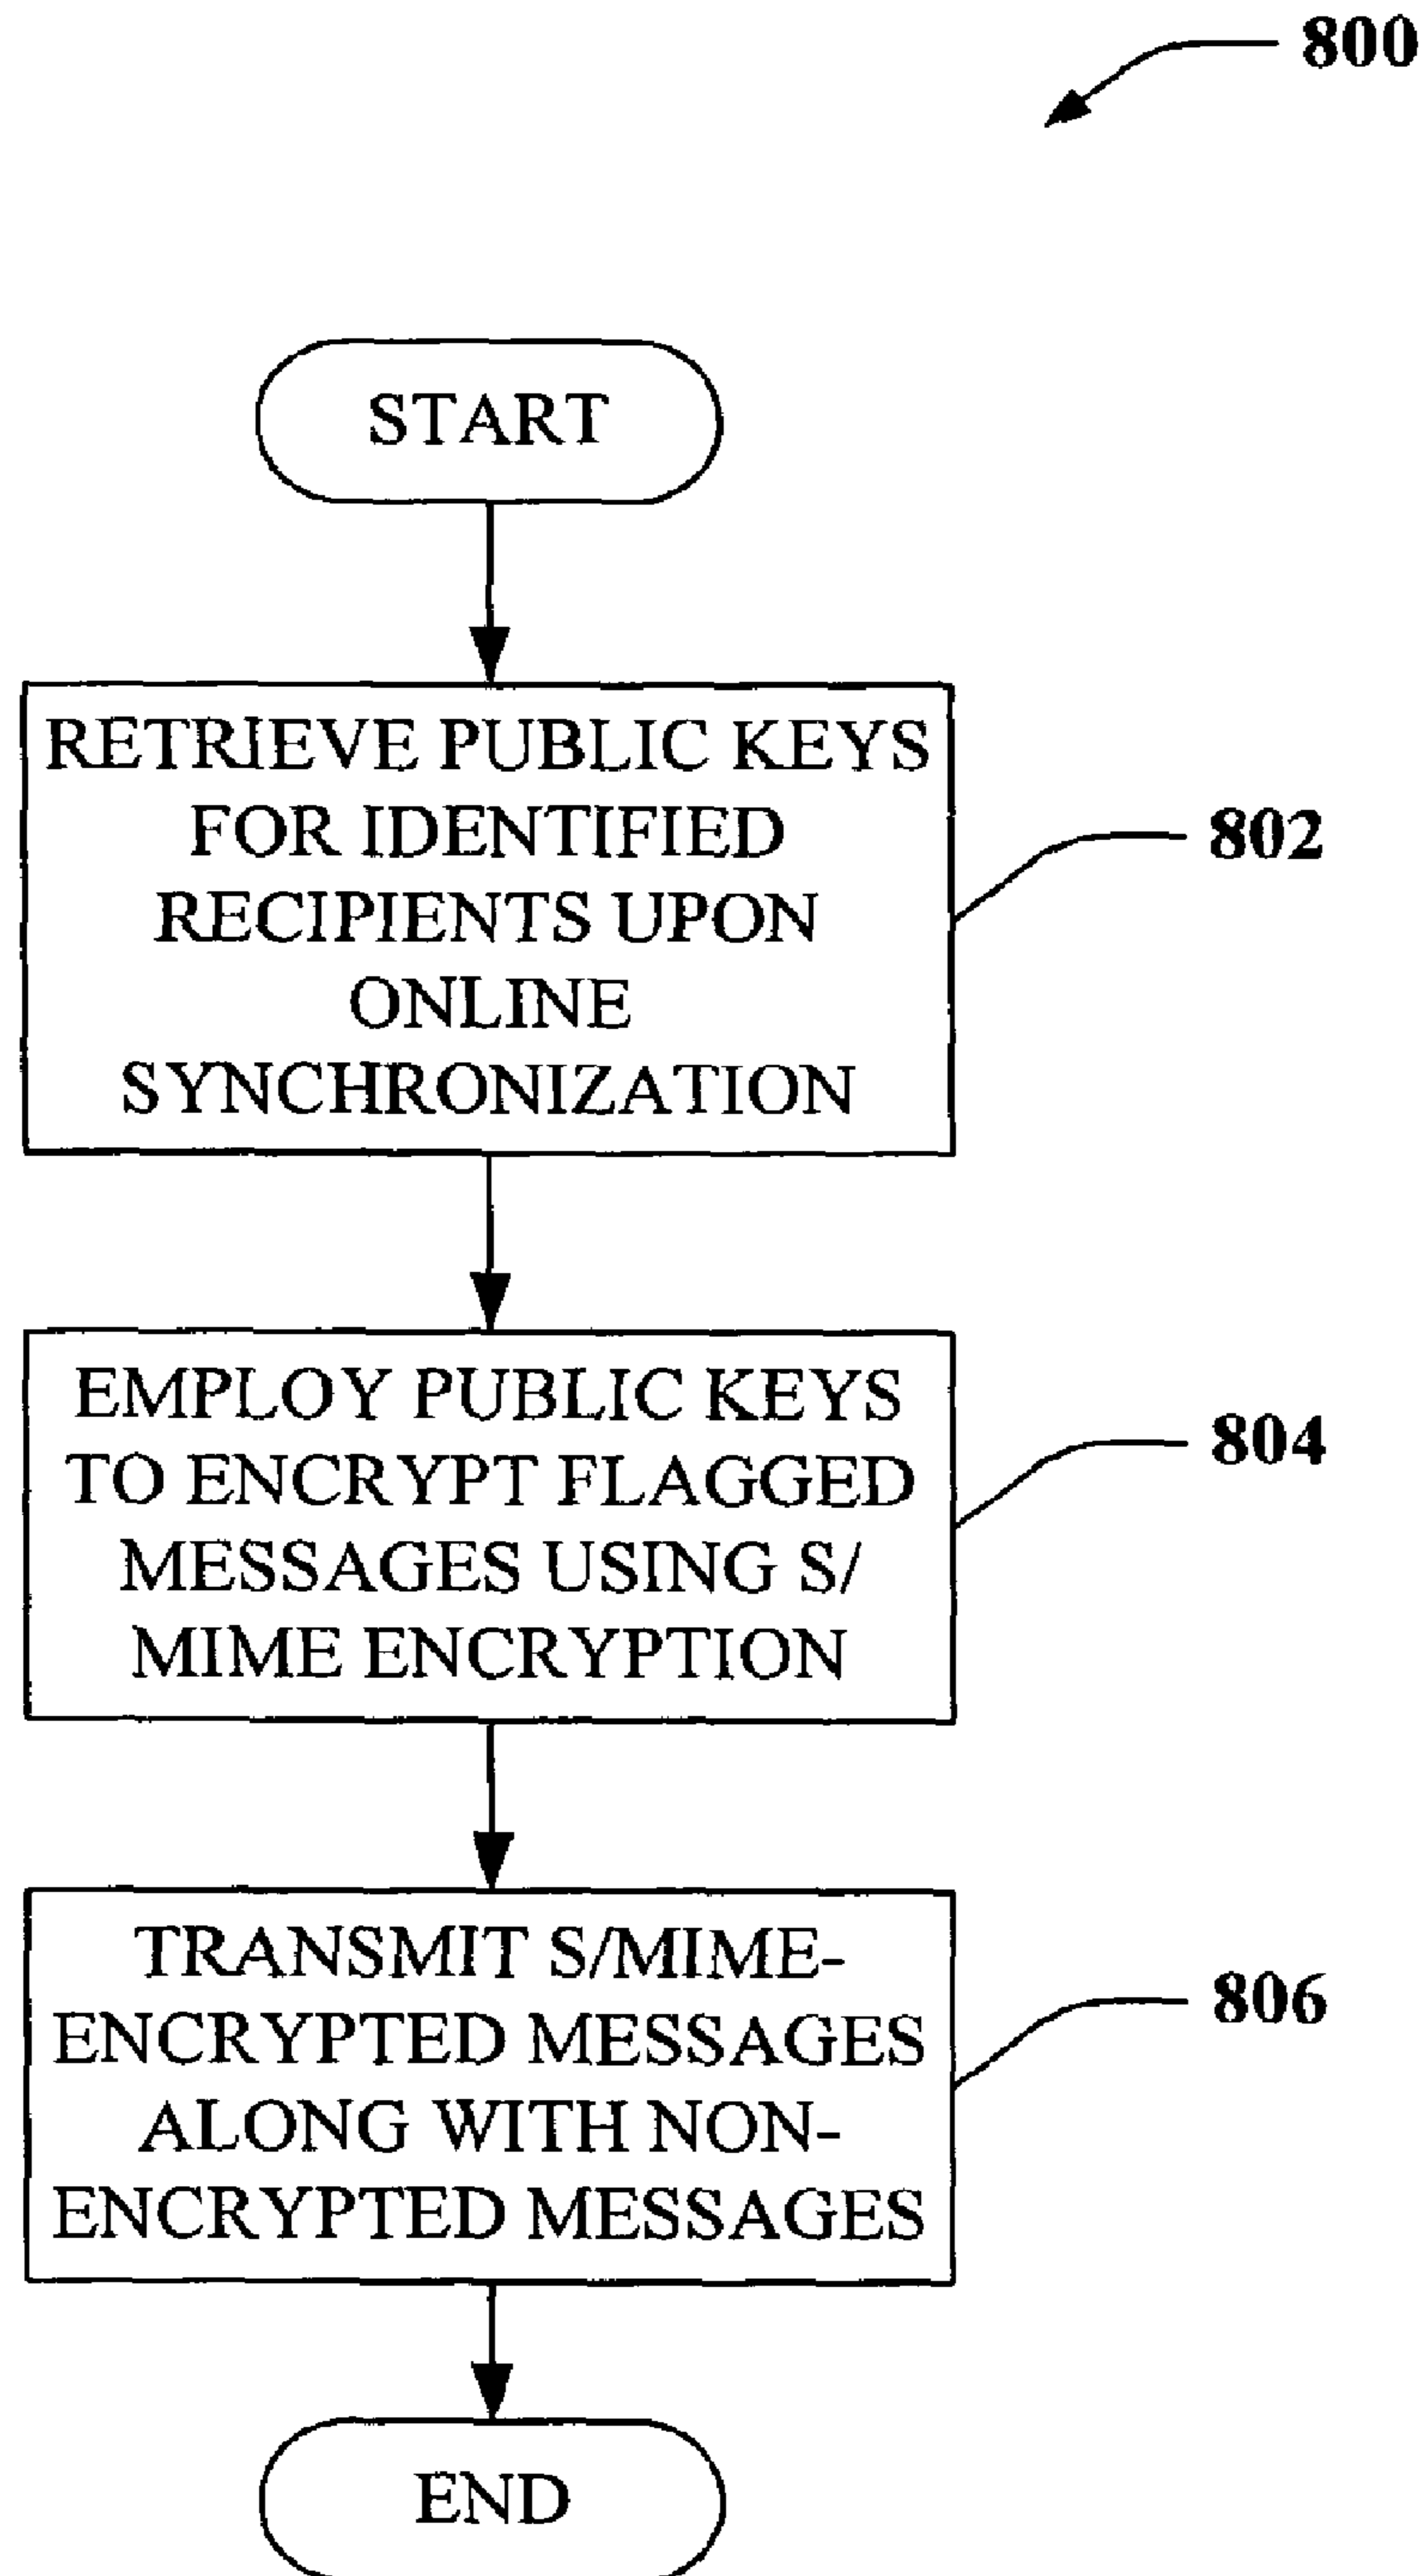 800
START
RETRIEVE PUBLIC KEYS
FOR IDENTIFIED
RECIPIENTS UPON
ONLINE
SYNCHRONIZATION
802
EMPLOY PUBLIC KEYS
TO ENCRYPT FLAGGED
MESSAGES USING S/
MIME ENCRYPTION
804
TRANSMIT S/MIME-
ENCRYPTED MESSAGES
ALONG WITH NON-
ENCRYPTED MESSAGES
806
END